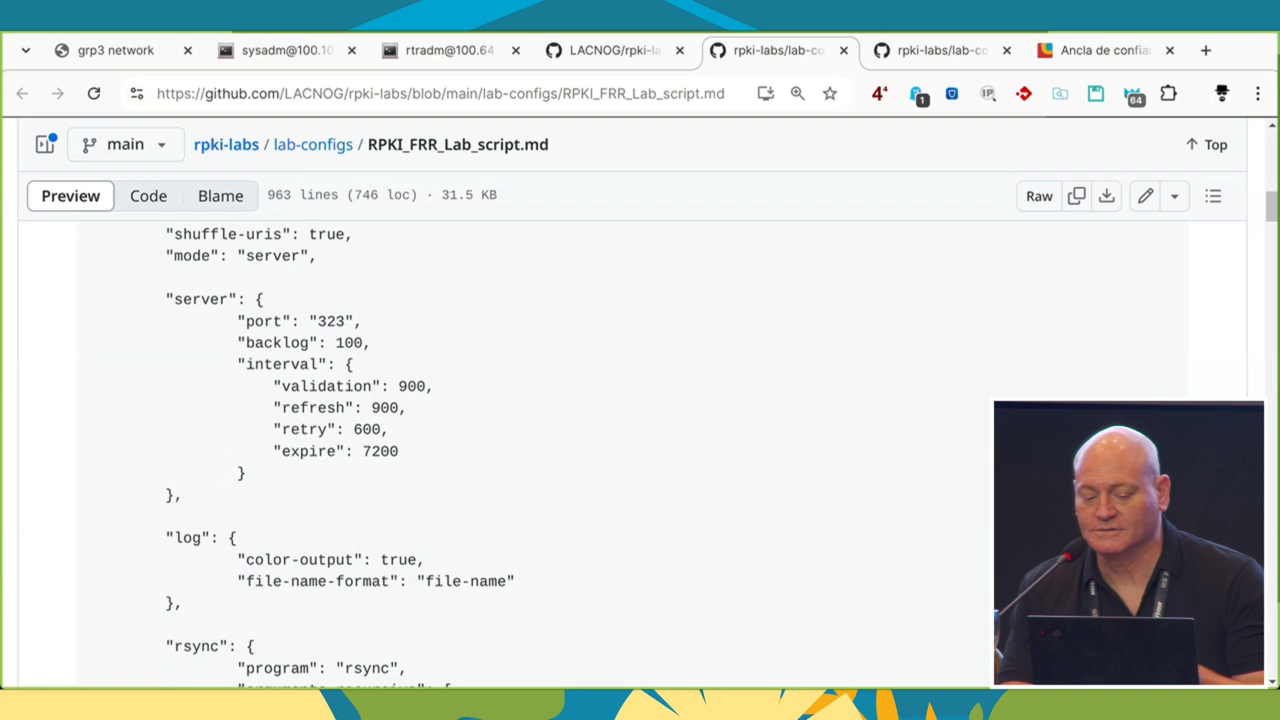 grp3 network
sysadm@100.10
rtradm@100.64
LACNOG/rpki-la
rpki-labs/lab-co
rpki-labs/lab-co
Ancla de confia
https://github.com/LACNOG/rpki-labs/blob/main/lab-configs/RPKI_FRR_Lab_script.md
4⁴
1
IP
64
main
rpki-labs / lab-configs / RPKI_FRR_Lab_script.md
Top
Preview
Code
Blame
963 lines (746 loc) · 31.5 KB
Raw
"shuffle-uris": true,
"mode": "server",
"server": {
"port": "323",
"backlog": 100,
"interval": {
"validation": 900,
"refresh": 900,
"retry": 600,
"expire": 7200
}
},
"log": {
"color-output": true,
"file-name-format": "file-name"
},
"rsync": {
"program": "rsync",